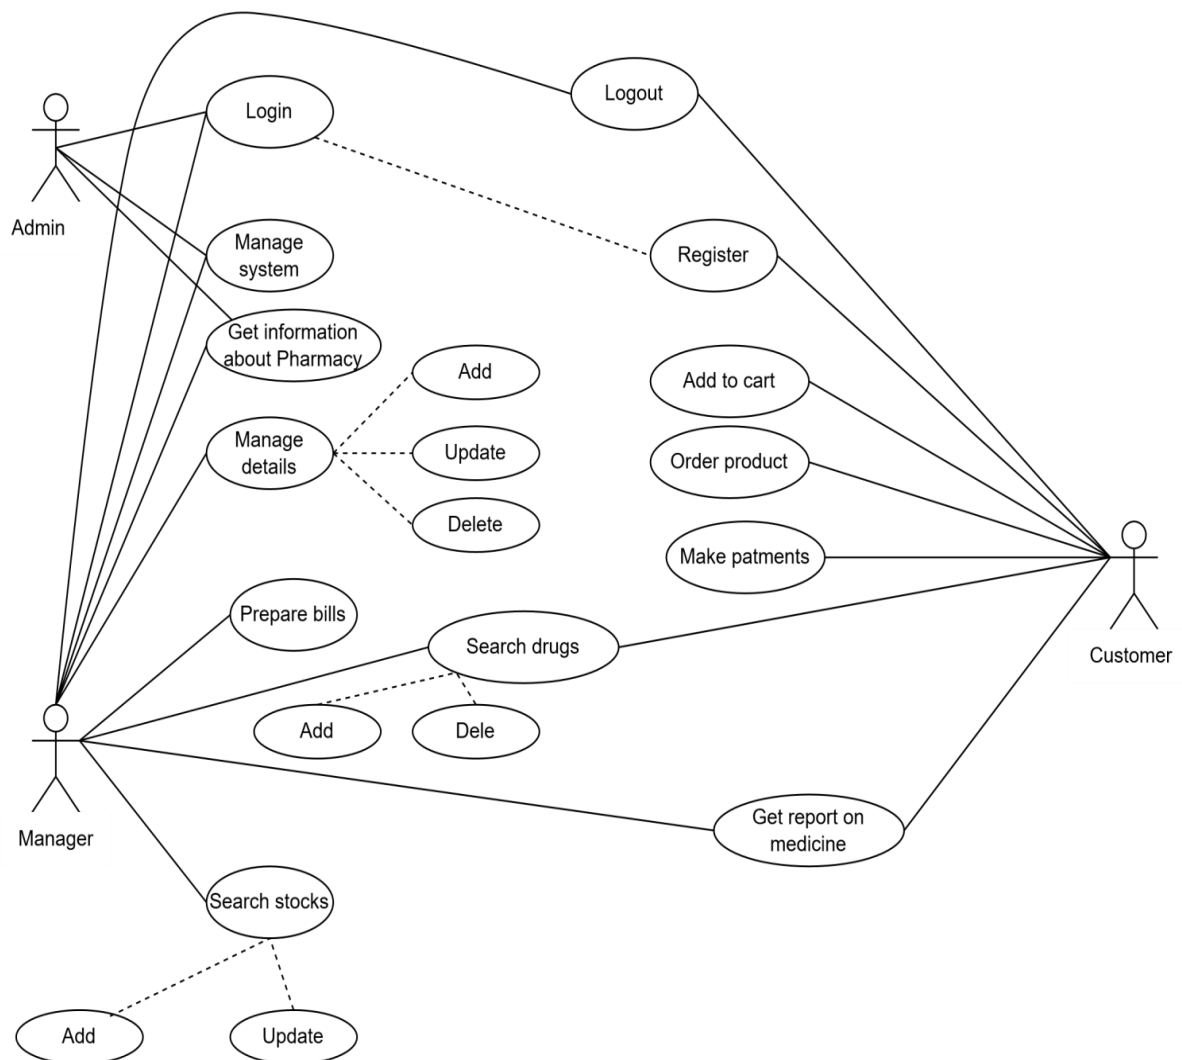 Logout
Login
Admin
Manage
system
Register
Get information
about Pharmacy
Add
Add to cart
Manage
details
Update
Order product
Delete
Make patments
Prepare bills
Search drugs
Customer
Add
Dele
Manager
Get report on
medicine
Search stocks
Add
Update